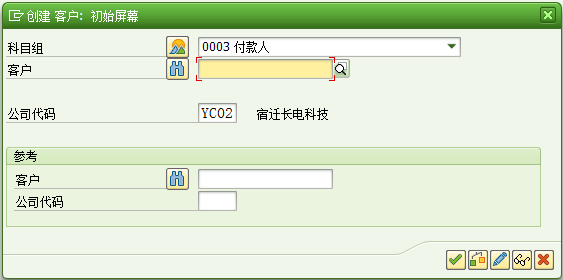 创建 客户: 初始屏幕
科目组 0003 付款人
客户
公司代码 YC02 宿迁长电科技
参考
客户
公司代码